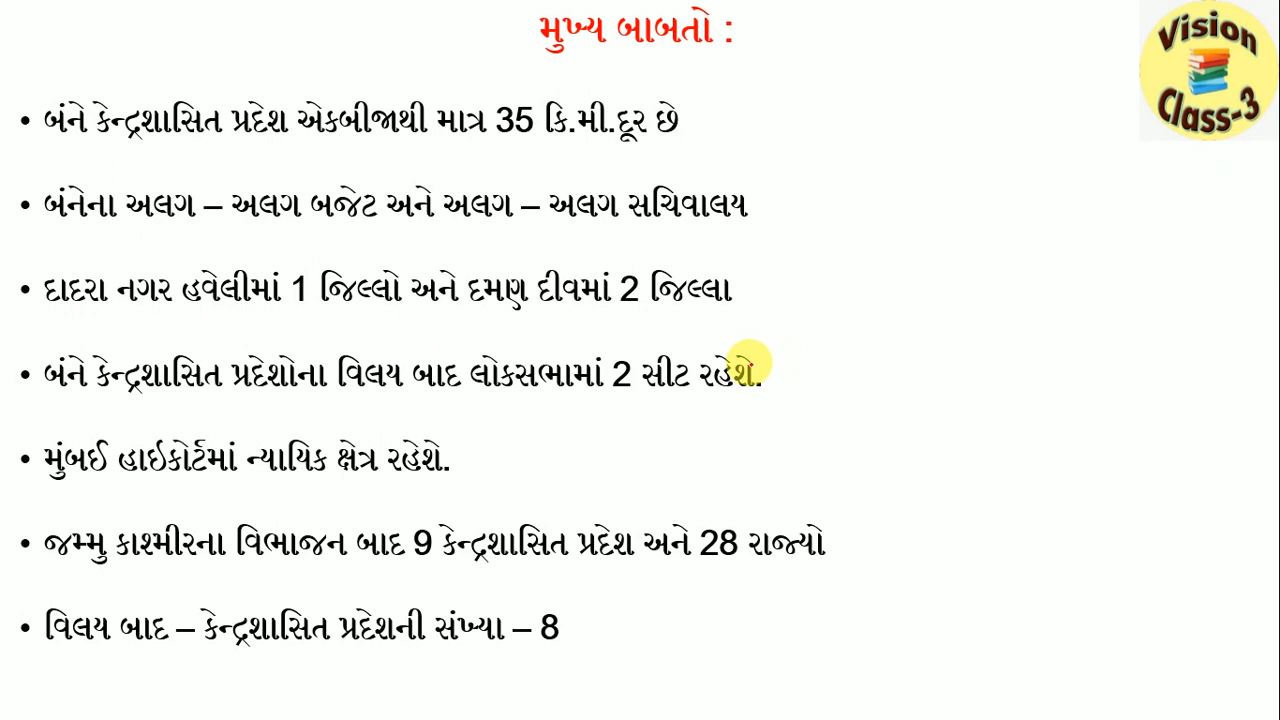 મુખ્ય બાબતો :
Vision
Class-3
• બંને કેન્દ્રશાસિત પ્રદેશ એકબીજાથી માત્ર 35 કિ.મી.દૂર છે
• બંનેના અલગ – અલગ બજેટ અને અલગ – અલગ સચિવાલય
• દાદરા નગર હવેલીમાં 1 જિલ્લો અને દમણ દીવમાં 2 જિલ્લા
• બંને કેન્દ્રશાસિત પ્રદેશોના વિલય બાદ લોકસભામાં 2 સીટ રહેશે.
• મુંબઈ હાઇકોર્ટમાં ન્યાયિક ક્ષેત્ર રહેશે.
• જમ્મુ કાશ્મીરના વિભાજન બાદ 9 કેન્દ્રશાસિત પ્રદેશ અને 28 રાજ્યો
• વિલય બાદ – કેન્દ્રશાસિત પ્રદેશની સંખ્યા – 8